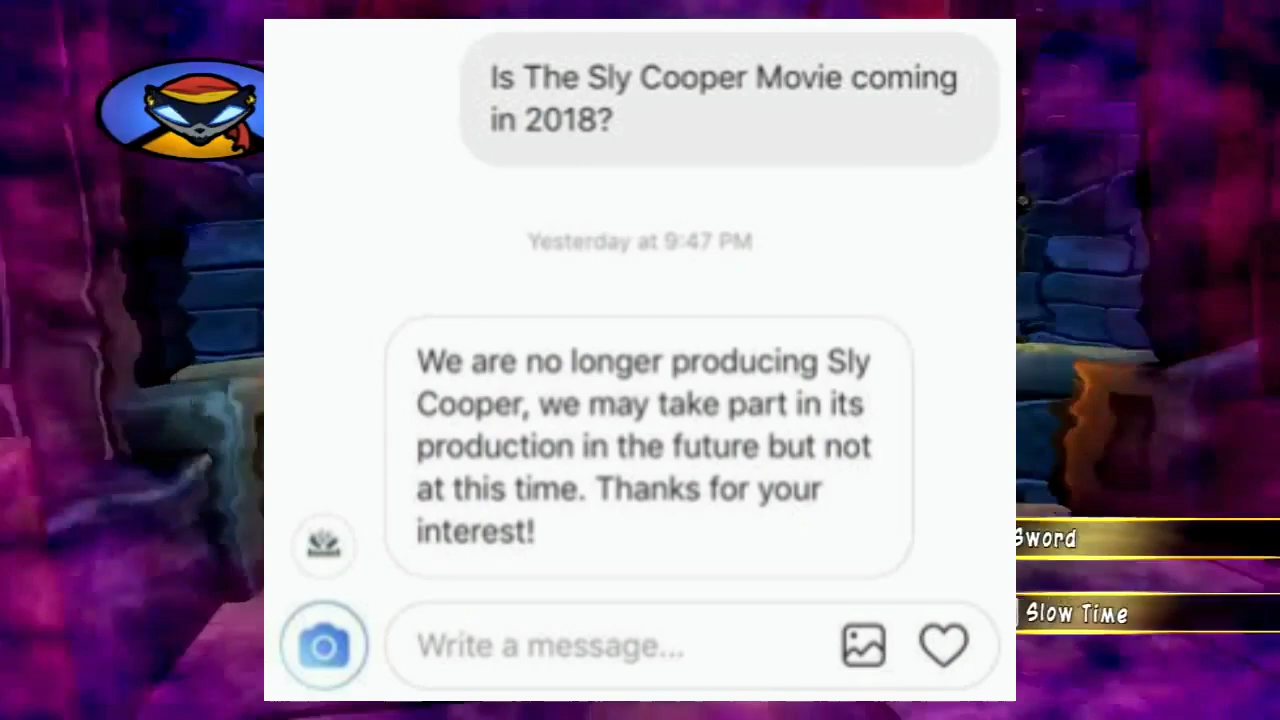 Is The Sly Cooper Movie coming
in 2018?
Yesterday at 9:47 PM
We are no longer producing Sly
Cooper, we may take part in its
production in the future but not
at this time. Thanks for your
interest!
Sword
Slow Time
Write a message...